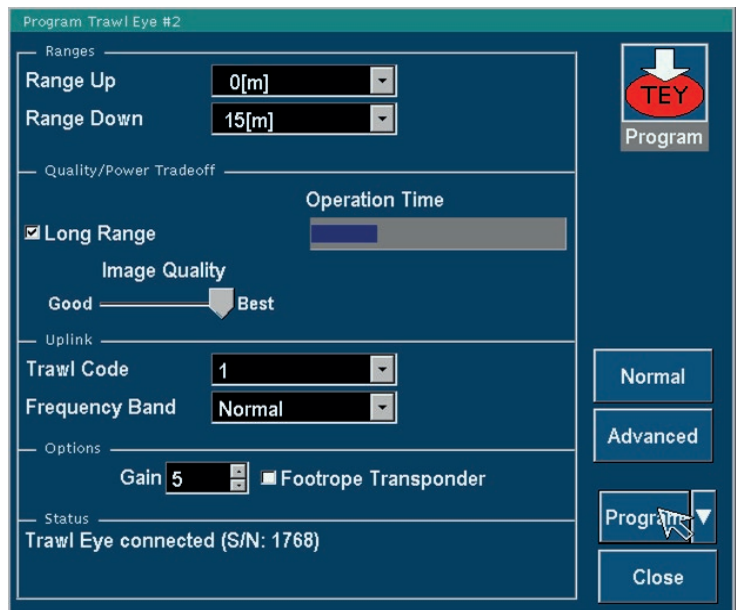 Program Trawl Eye #2
Ranges
Range Up 0[m]
Range Down 15[m]
TEY
Program
Quality/Power Tradeoff
Operation Time
Long Range
Image Quality
Good Best
Uplink
Trawl Code 1
Frequency Band Normal
Normal
Advanced
Options
Gain 5 Footrope Transponder
Status
Trawl Eye connected (S/N: 1768)
Program
Close